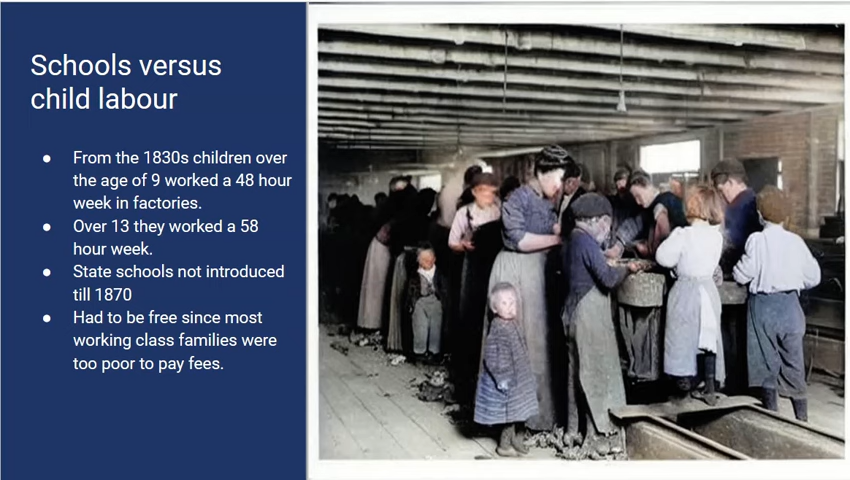 Schools versus
child labour
● From the 1830s children over
the age of 9 worked a 48 hour
week in factories.
● Over 13 they worked a 58
hour week.
● State schools not introduced
till 1870
● Had to be free since most
working class families were
too poor to pay fees.